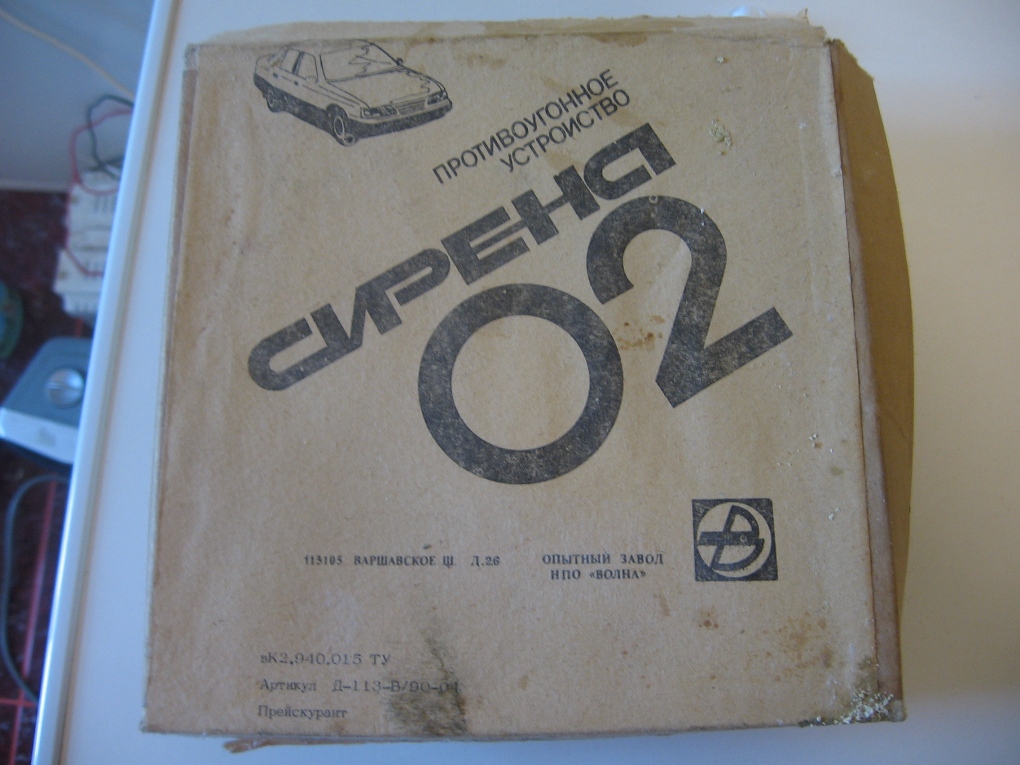 ПРОТИВОУГОННОЕ
УСТРОЙСТВО
СИРЕНА
02
113105 ВАРШАВСКОЕ Ш. Д.26
ОПЫТНЫЙ ЗАВОД
НПО «ВОЛНА»
вК2.940.015 ТУ
Артикул Д-113-В/90-04
Прейскурант